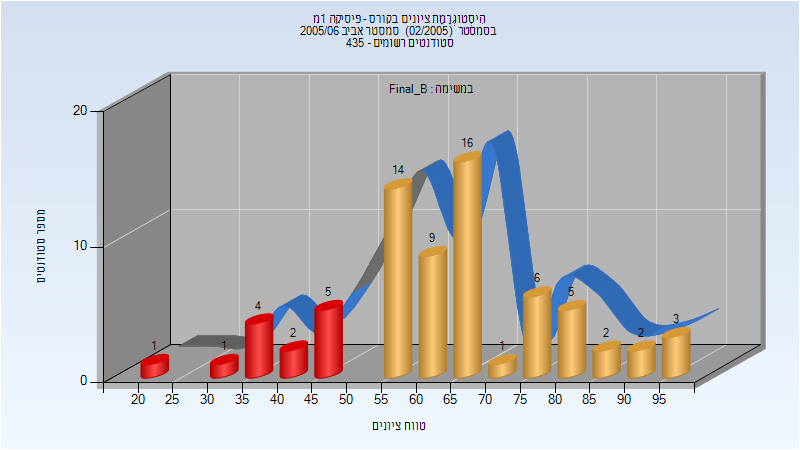 היסטוגרמת ציונים בקורס - פיסיקה 1מ
בסמסטר (02/2005) סמסטר אביב 2005/06
סטודנטים רשומים - 435
במשימה : Final_B
מספר סטודנטים
20
10
0
1
1
4
2
5
14
9
16
1
6
5
2
2
3
20 25 30 35 40 45 50 55 60 65 70 75 80 85 90 95
טווח ציונים